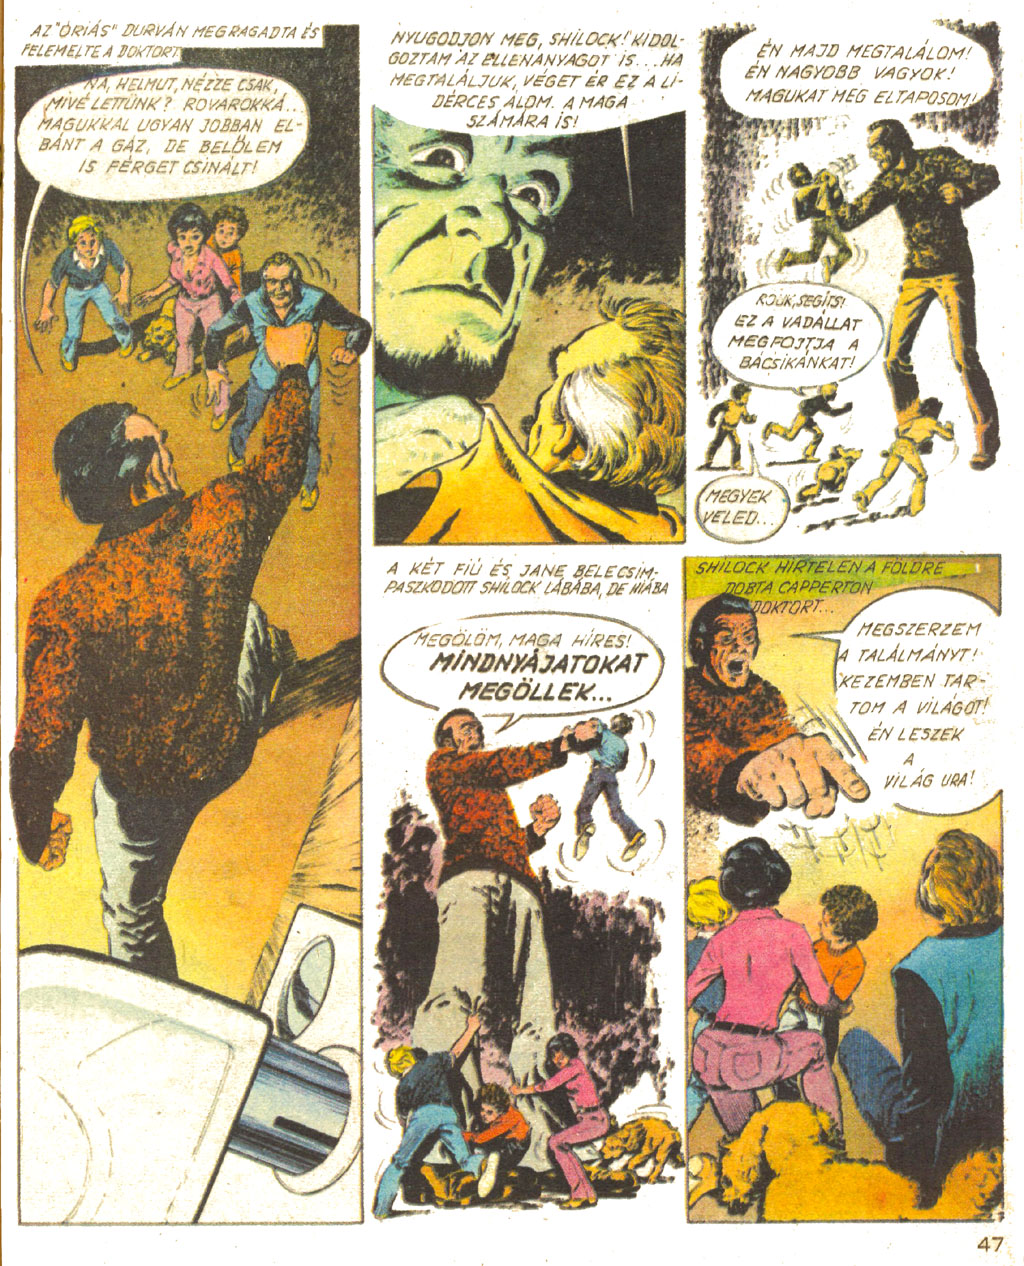 AZ "ÓRIÁS" DURVÁN MEGRAGADTA ÉS
FELEMELTE A DOKTORT
NA, HELMUT, NÉZZE CSAK,
MIVÉ LETTÜNK? ROVAROKKÁ...
MAGUKKAL UGYAN JOBBAN EL-
BÁNT A GÁZ, DE BELŐLEM
IS FÉRGET CSINÁLT!
NYUGODJON MEG, SHILOCK! KIDOL-
GOZTAM AZ ELLENANYAGOT IS... HA
MEGTALÁLJUK, VÉGET ÉR EZ A LI-
DÉRCES ÁLOM. A MAGA
SZÁMÁRA IS!
ÉN MAJD MEGTALÁLOM!
ÉN NAGYOBB VAGYOK!
MAGUKAT MEG ELTAPOSOM!
SEGÍTS!
EZ A VADÁLLAT
MEGFOJTJA A
BÁCSIKÁNKAT!
MEGYEK
VELED...
A KÉT FIÚ ÉS JANE BELECSIM-
PASZKODOTT SHILOCK LÁBÁBA, DE HIÁBA
MEGÖLÖM, MAGA HÍRES!
MINDNYÁJATOKAT
MEGÖLLEK...
SHILOCK HIRTELEN A FÖLDRE
DOBTA CAPPERTON
DOKTORT...
MEGSZERZEM
A TALÁLMÁNYT!
KEZEMBEN TAR-
TOM A VILÁGOT!
ÉN LESZEK
A
VILÁG URA!
47